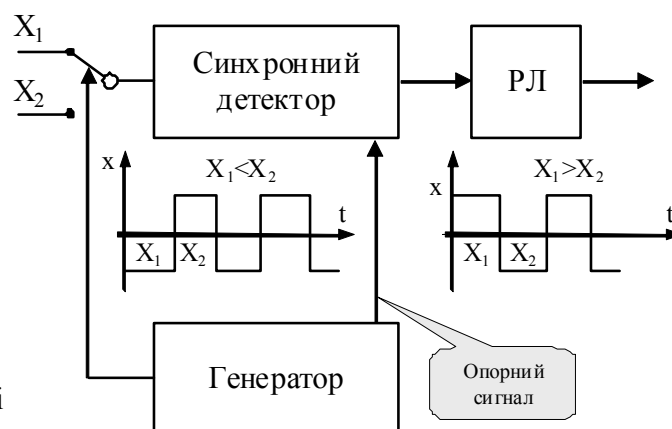 X1
X2
Синхронний
детектор
РЛ
x
X1<X2
t
X1
X2
x
X1>X2
t
X1
X2
Генератор
Опорний
сигнал
і